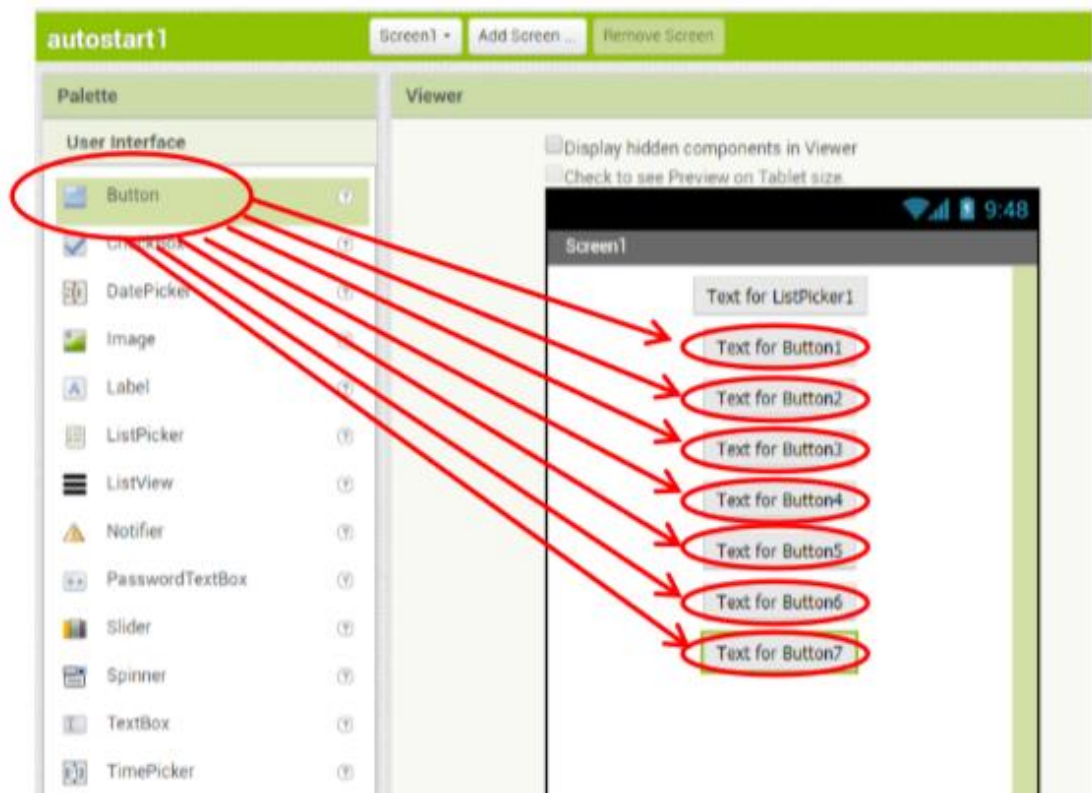 autostart1
Screen1
Add Screen ...
Remove Screen
Palette
Viewer
User Interface
Button
CheckBox
DatePicker
Image
Label
ListPicker
ListView
Notifier
PasswordTextBox
Slider
Spinner
TextBox
TimePicker
Display hidden components in Viewer
Check to see Preview on Tablet size.
9:48
Screen1
Text for ListPicker1
Text for Button1
Text for Button2
Text for Button3
Text for Button4
Text for Button5
Text for Button6
Text for Button7